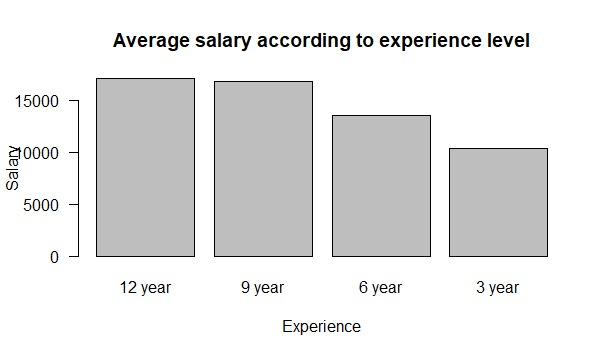 Average salary according to experience level
15000
10000
5000
0
Salary
12 year
9 year
6 year
3 year
Experience